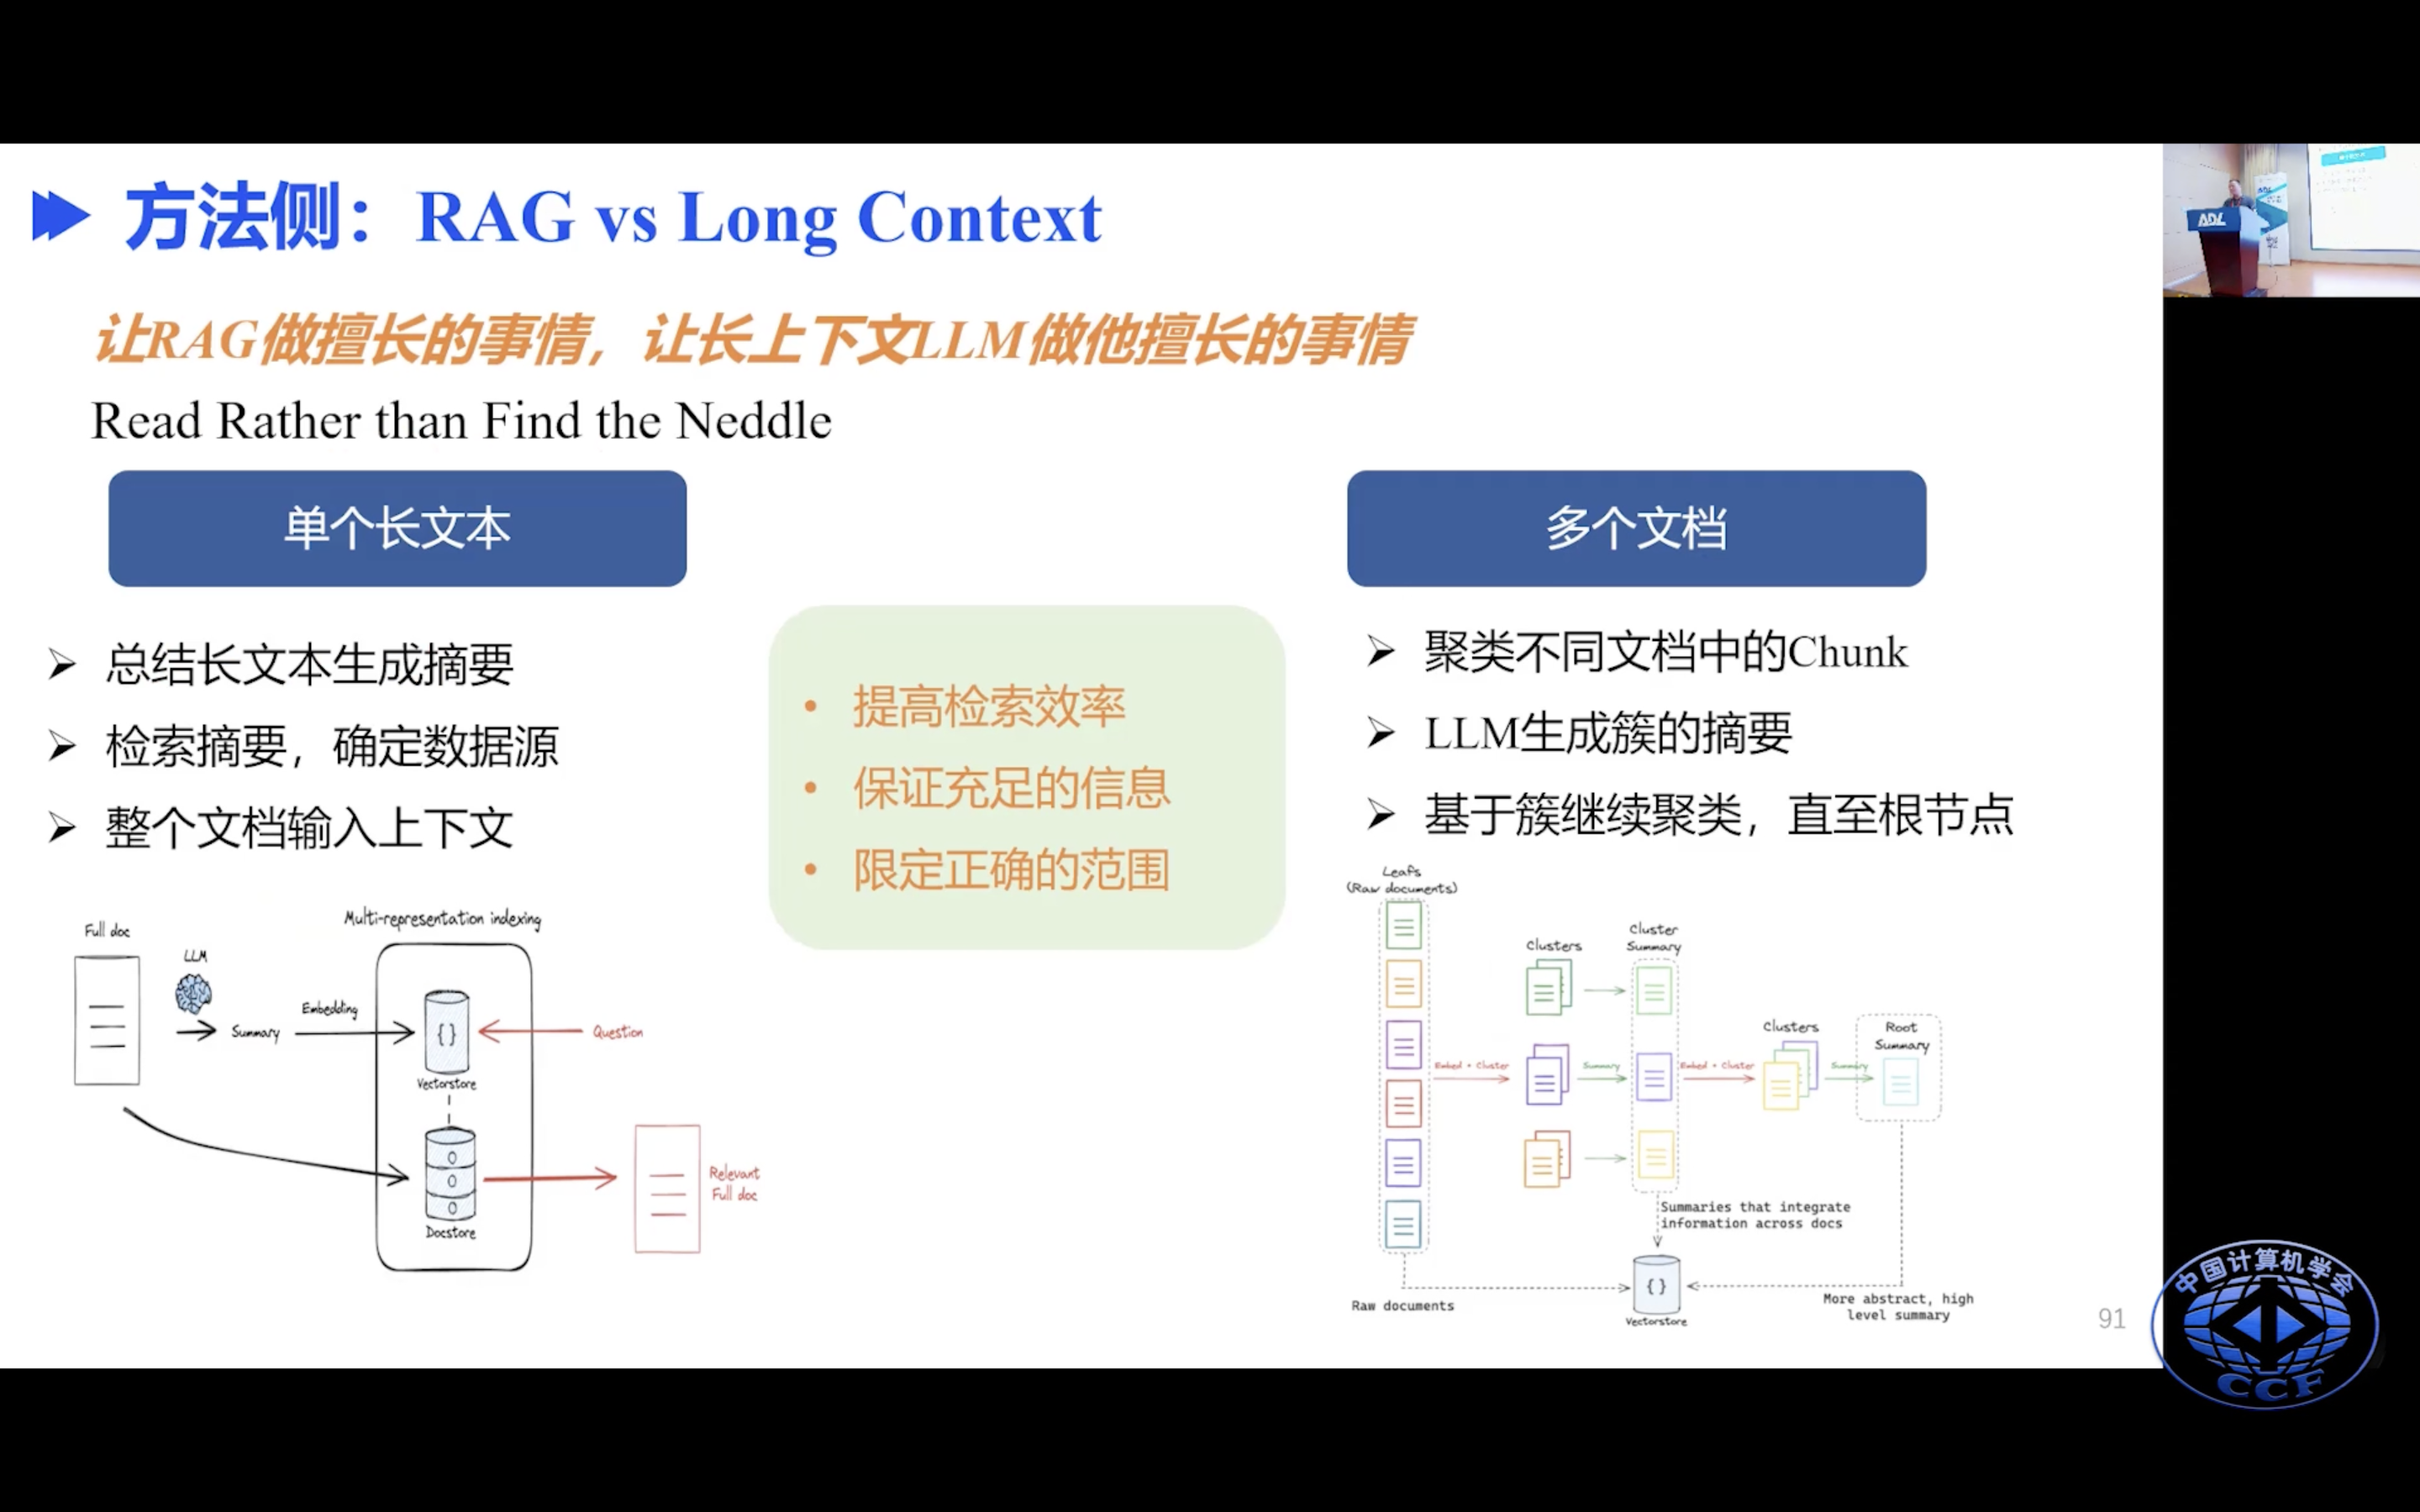 方法侧：RAG vs Long Context
让RAG做擅长的事情，让长上下文LLM做他擅长的事情
Read Rather than Find the Neddle
单个长文本
总结长文本生成摘要
检索摘要，确定数据源
整个文档输入上下文
Full doc
LLM
Summary
Embedding
Multi-representation indexing
Vectorstore
Question
Docstore
Relevant
Full doc
提高检索效率
保证充足的信息
限定正确的范围
多个文档
聚类不同文档中的Chunk
LLM生成簇的摘要
基于簇继续聚类，直至根节点
Leafs
(Raw documents)
Embed + Cluster
Clusters
Summary
Cluster
Summary
Embed + Cluster
Clusters
Summary
Root
Summary
Summaries that integrate
information across docs
Raw documents
Vectorstore
More abstract, high
level summary
91
ADL
中国计算机学会
CCF